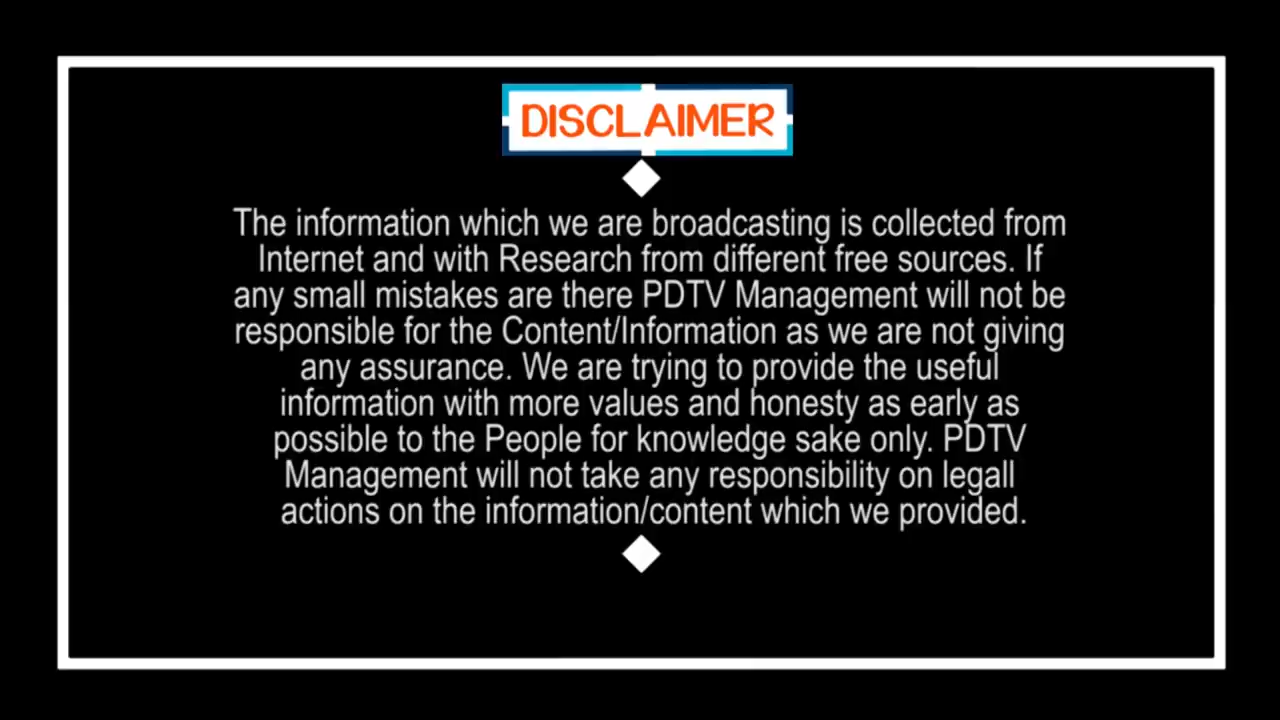 DISCLAIMER
The information which we are broadcasting is collected from
Internet and with Research from different free sources. If
any small mistakes are there PDTV Management will not be
responsible for the Content/Information as we are not giving
any assurance. We are trying to provide the useful
information with more values and honesty as early as
possible to the People for knowledge sake only. PDTV
Management will not take any responsibility on legall
actions on the information/content which we provided.